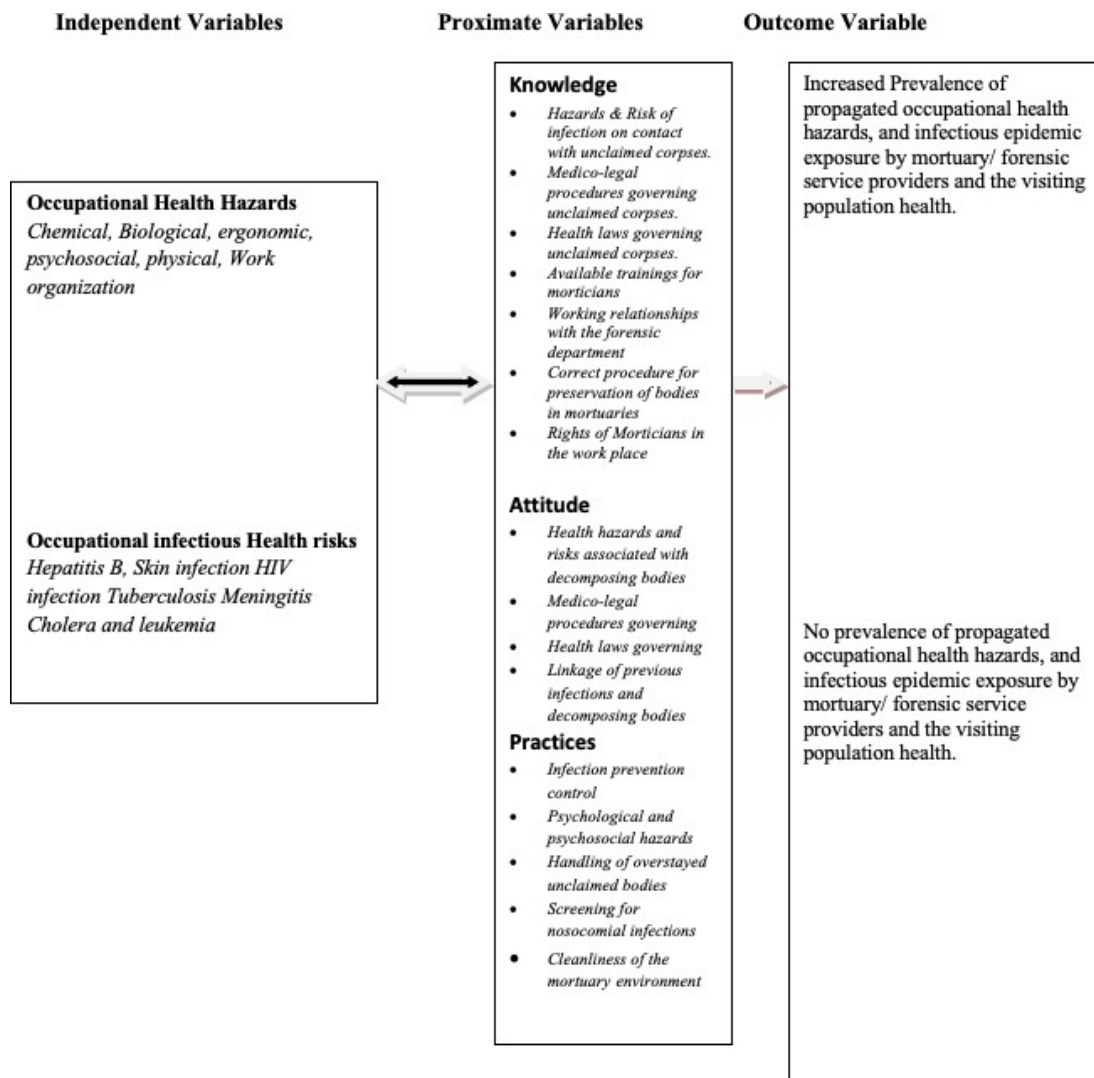 Independent Variables
Proximate Variables
Outcome Variable
Occupational Health Hazards
Chemical, Biological, ergonomic,
psychosocial, physical, Work
organization
Occupational infectious Health risks
Hepatitis B, Skin infection HIV
infection Tuberculosis Meningitis
Cholera and leukemia
Knowledge
• Hazards & Risk of
infection on contact
with unclaimed corpses.
• Medico-legal
procedures governing
unclaimed corpses.
• Health laws governing
unclaimed corpses.
• Available trainings for
morticians
• Working relationships
with the forensic
department
• Correct procedure for
preservation of bodies
in mortuaries
• Rights of Morticians in
the work place
Attitude
• Health hazards and
risks associated with
decomposing bodies
• Medico-legal
procedures governing
• Health laws governing
• Linkage of previous
infections and
decomposing bodies
Practices
• Infection prevention
control
• Psychological and
psychosocial hazards
• Handling of overstayed
unclaimed bodies
• Screening for
nosocomial infections
• Cleanliness of the
mortuary environment
Increased Prevalence of
propagated occupational health
hazards, and infectious epidemic
exposure by mortuary/ forensic
service providers and the visiting
population health.
No prevalence of propagated
occupational health hazards, and
infectious epidemic exposure by
mortuary/ forensic service
providers and the visiting
population health.